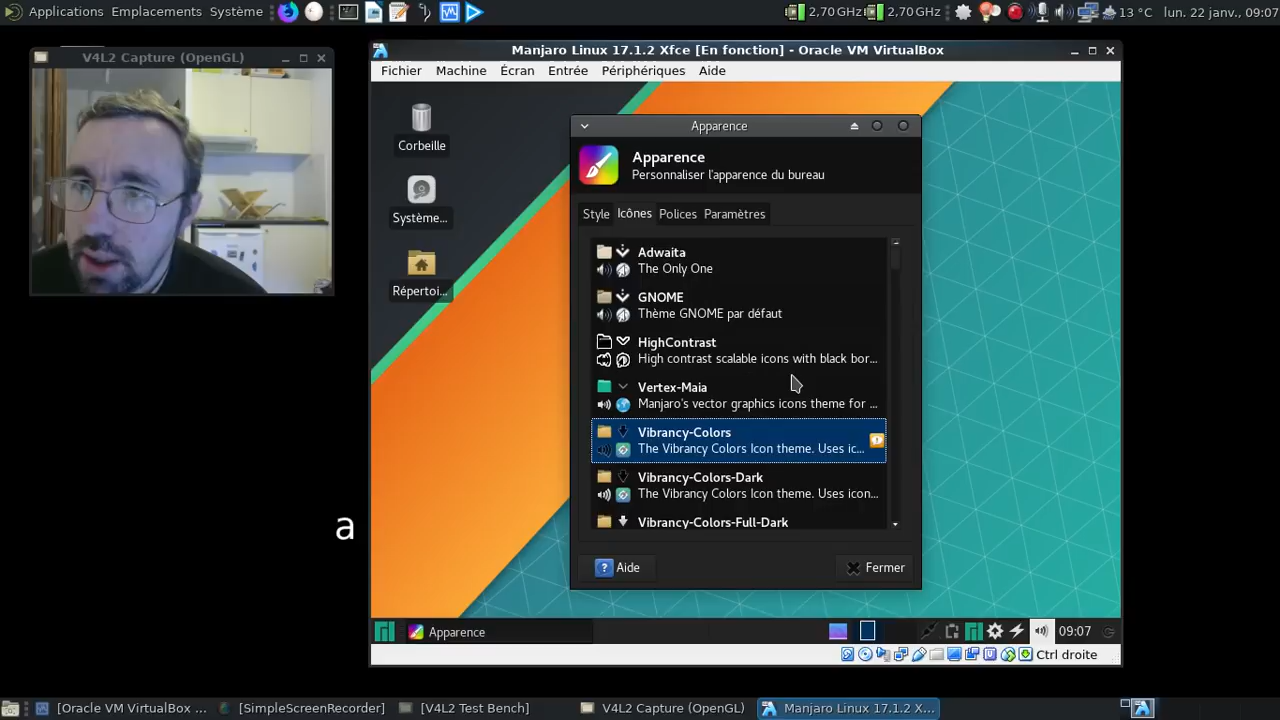 Applications Emplacements Système
2,70 GHz 2,70 GHz 13 °C lun. 22 janv., 09:07
V4L2 Capture (OpenGL)
Manjaro Linux 17.1.2 Xfce [En fonction] - Oracle VM VirtualBox
Fichier Machine Écran Entrée Périphériques Aide
Corbeille
Système...
Répertoi...
Apparence
Apparence
Personnaliser l'apparence du bureau
Style Icônes Polices Paramètres
Adwaita
The Only One
GNOME
Thème GNOME par défaut
HighContrast
High contrast scalable icons with black bor...
Vertex-Maia
Manjaro's vector graphics icons theme for ...
Vibrancy-Colors
The Vibrancy Colors Icon theme. Uses ic...
Vibrancy-Colors-Dark
The Vibrancy Colors Icon theme. Uses icon...
Vibrancy-Colors-Full-Dark
Aide Fermer
a
Apparence 09:07
Ctrl droite
[Oracle VM VirtualBox ... [SimpleScreenRecorder] [V4L2 Test Bench] V4L2 Capture (OpenGL) Manjaro Linux 17.1.2 X...